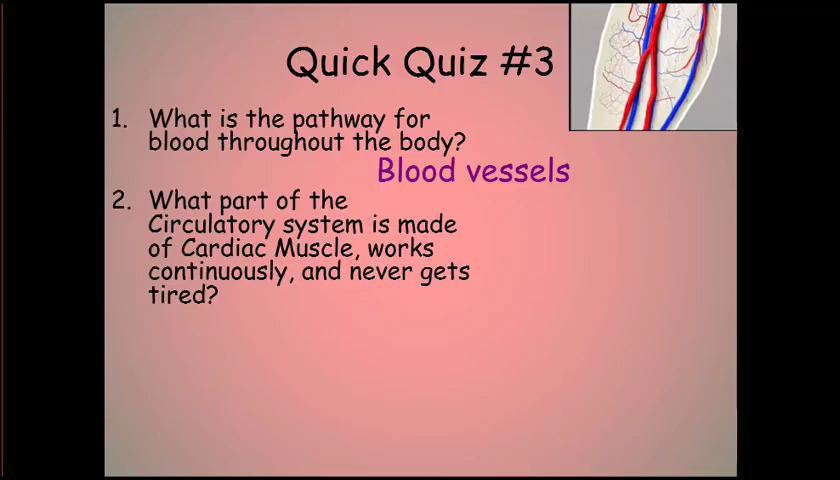 Quick Quiz #3
1. What is the pathway for
blood throughout the body?
Blood vessels
2. What part of the
Circulatory system is made
of Cardiac Muscle, works
continuously, and never gets
tired?